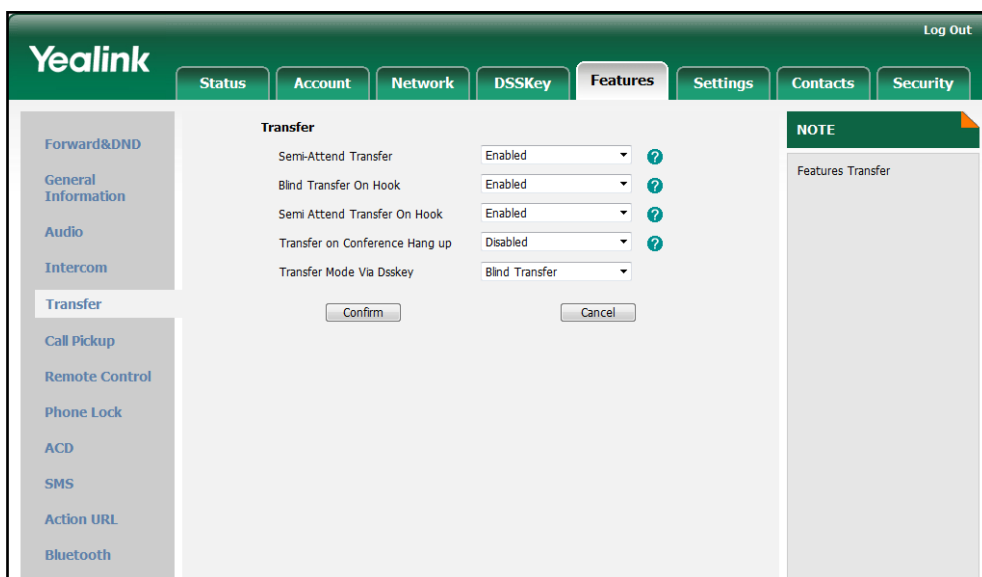 Log Out
Yealink
Status Account Network DSSKey Features Settings Contacts Security
Forward&DND
General
Information
Audio
Intercom
Transfer
Call Pickup
Remote Control
Phone Lock
ACD
SMS
Action URL
Bluetooth
Transfer
Semi-Attend Transfer Enabled ?
Blind Transfer On Hook Enabled ?
Semi Attend Transfer On Hook Enabled ?
Transfer on Conference Hang up Disabled ?
Transfer Mode Via Dsskey Blind Transfer
Confirm Cancel
NOTE
Features Transfer